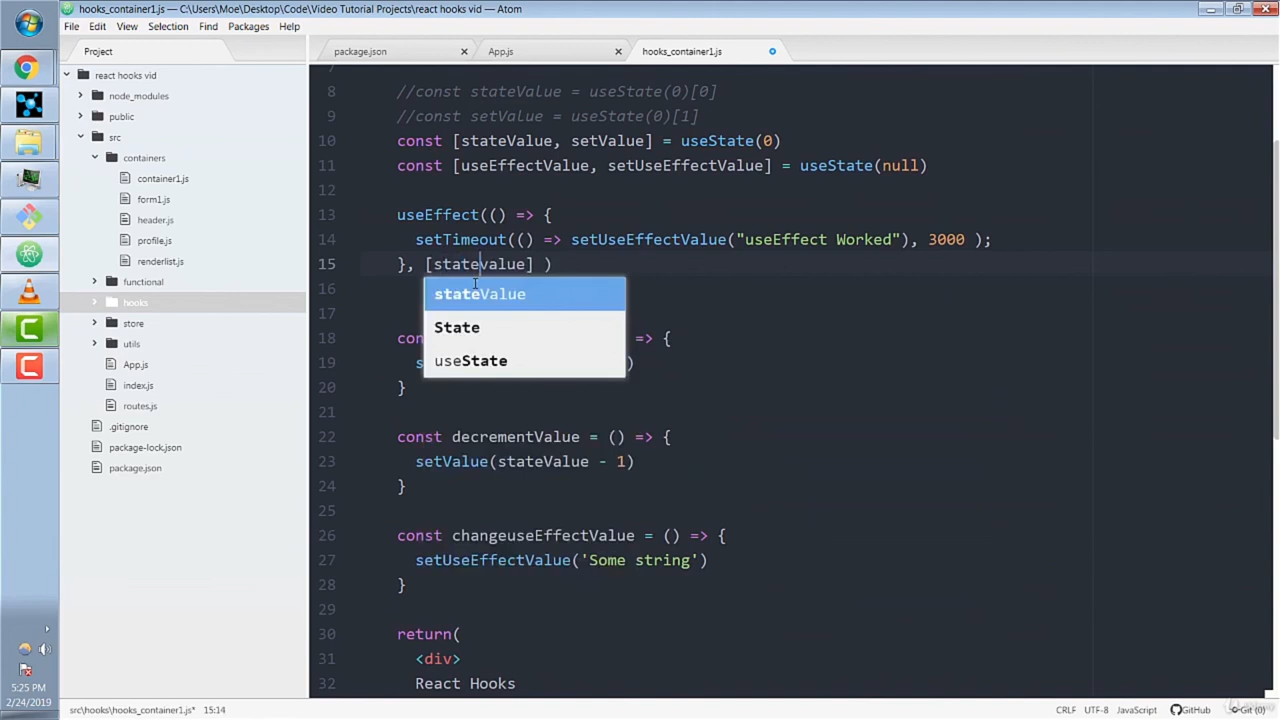 hooks_container1.js — C:\Users\Moe\Desktop\Code\Video Tutorial Projects\react hooks vid — Atom
File Edit View Selection Find Packages Help
Project
package.json
App.js
hooks_container1.js
react hooks vid
node_modules
public
src
containers
container1.js
form1.js
header.js
profile.js
renderlist.js
functional
hooks
store
utils
App.js
index.js
routes.js
.gitignore
package-lock.json
package.json
7
8 //const stateValue = useState(0)[0]
9 //const setValue = useState(0)[1]
10 const [stateValue, setValue] = useState(0)
11 const [useEffectValue, setUseEffectValue] = useState(null)
12
13 useEffect(() => {
14 setTimeout(() => setUseEffectValue("useEffect Worked"), 3000 );
15 }, [statevalue] )
16
stateValue
State
useState
18 => {
19 )
20 }
21
22 const decrementValue = () => {
23 setValue(stateValue - 1)
24 }
25
26 const changeuseEffectValue = () => {
27 setUseEffectValue('Some string')
28 }
29
30 return(
31 <div>
32 React Hooks
5:25 PM
2/24/2019
src\hooks\hooks_container1.js* 15:14
CRLF UTF-8 JavaScript GitHub Git (0)